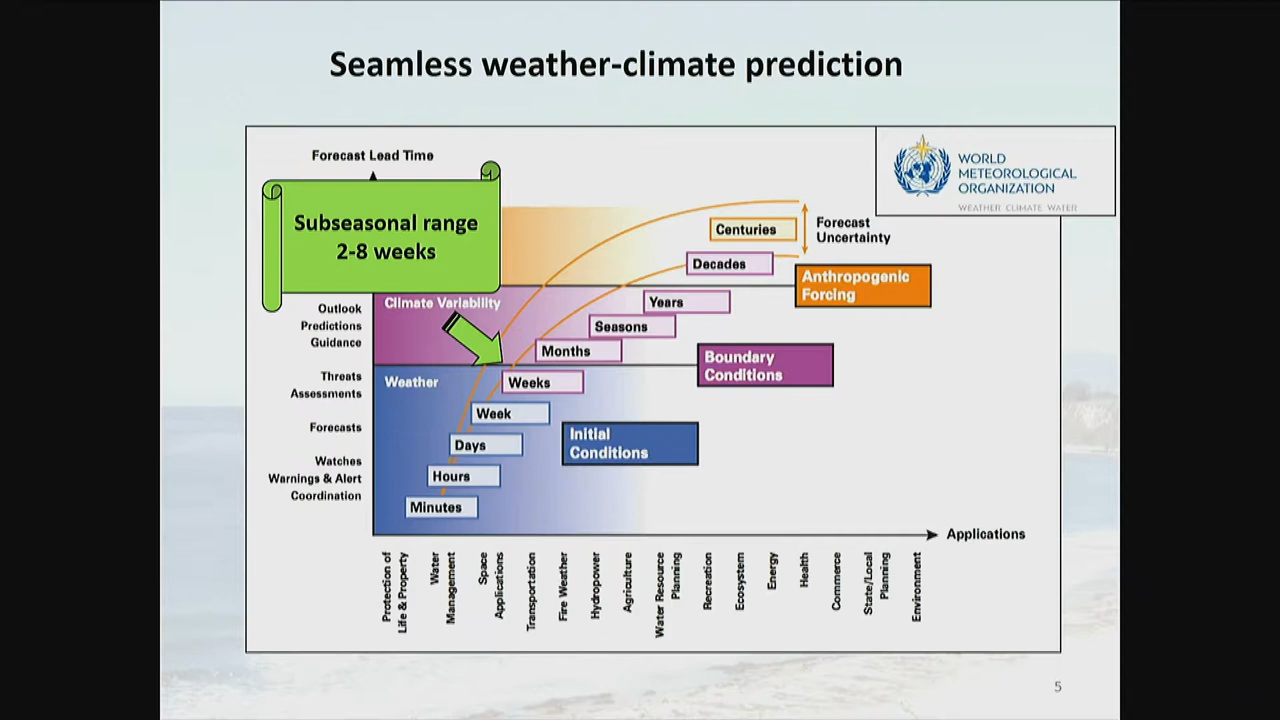 Seamless weather-climate prediction
Forecast Lead Time
WORLD
METEOROLOGICAL
ORGANIZATION
WEATHER CLIMATE WATER
Subseasonal range
2-8 weeks
Centuries
Forecast
Uncertainty
Decades
Anthropogenic
Forcing
Climate Variability
Years
Outlook
Predictions
Guidance
Seasons
Months
Boundary
Conditions
Threats
Assessments
Weather
Weeks
Week
Forecasts
Initial
Conditions
Days
Watches
Warnings & Alert
Coordination
Hours
Minutes
Applications
Protection of
Life & Property
Water
Management
Space
Applications
Transportation
Fire Weather
Hydropower
Agriculture
Water Resource
Planning
Recreation
Ecosystem
Energy
Health
Commerce
State/Local
Planning
Environment
5